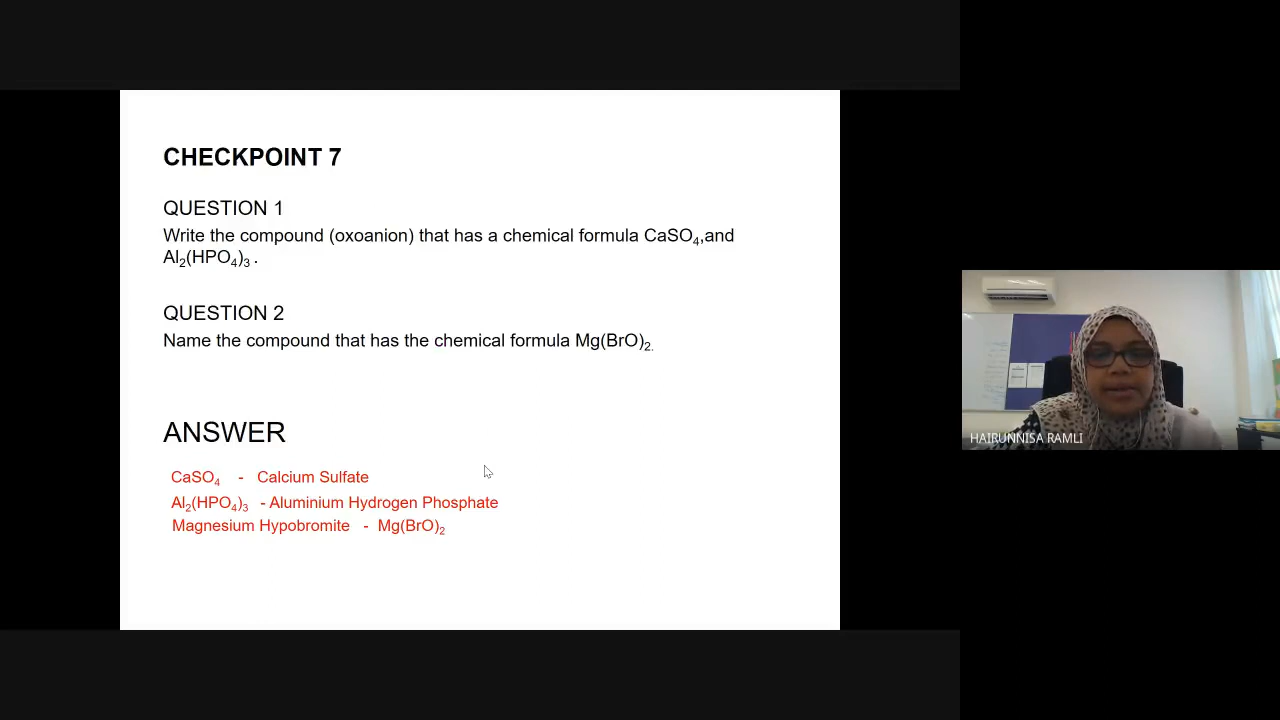 CHECKPOINT 7
QUESTION 1
Write the compound (oxoanion) that has a chemical formula CaSO₄,and
Al₂(HPO₄)₃ .
QUESTION 2
Name the compound that has the chemical formula Mg(BrO)₂.
ANSWER
CaSO₄ - Calcium Sulfate
Al₂(HPO₄)₃ - Aluminium Hydrogen Phosphate
Magnesium Hypobromite - Mg(BrO)₂
HAIRUNNISA RAMLI